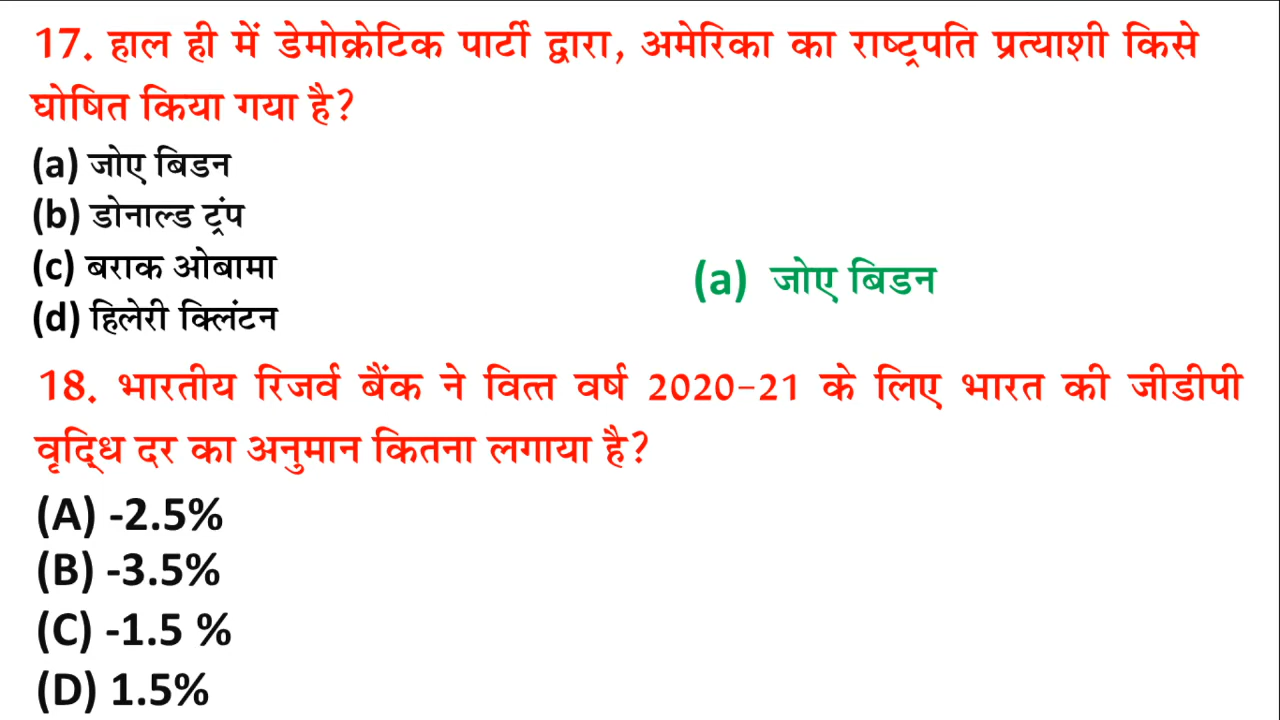 17. हाल ही में डेमोक्रेटिक पार्टी द्वारा, अमेरिका का राष्ट्रपति प्रत्याशी किसे
घोषित किया गया है?
(a) जोए बिडन
(b) डोनाल्ड ट्रंप
(c) बराक ओबामा
(d) हिलेरी क्लिंटन
(a) जोए बिडन
18. भारतीय रिजर्व बैंक ने वित्त वर्ष 2020-21 के लिए भारत की जीडीपी
वृद्धि दर का अनुमान कितना लगाया है?
(A) -2.5%
(B) -3.5%
(C) -1.5 %
(D) 1.5%